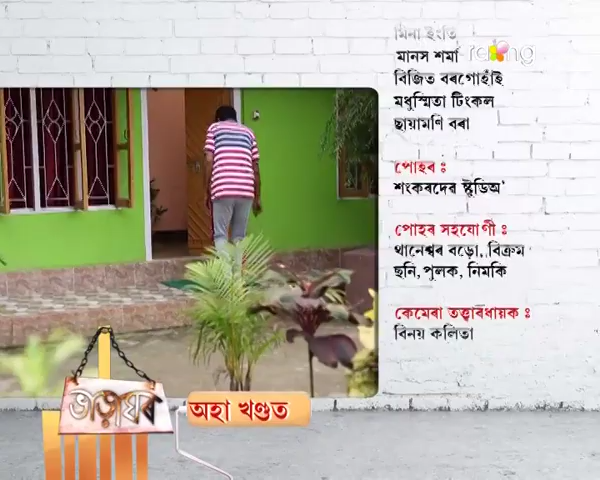 মিনা ইংতি
মানস শৰ্মা
rang
বিজিত বৰগোহাঁই
মধুস্মিতা টিংকল
ছায়ামণি বৰা
পোহৰ :
শংকৰদেৱ ষ্টুডিঅ'
পোহৰ সহযোগী :
থানেশ্বৰ বড়ো, বিক্ৰম
ছনি, পুলক, নিমকি
কেমেৰা তত্ত্বাৱধায়ক :
বিনয় কলিতা
ভাড়াঘৰ
অহা খণ্ডত